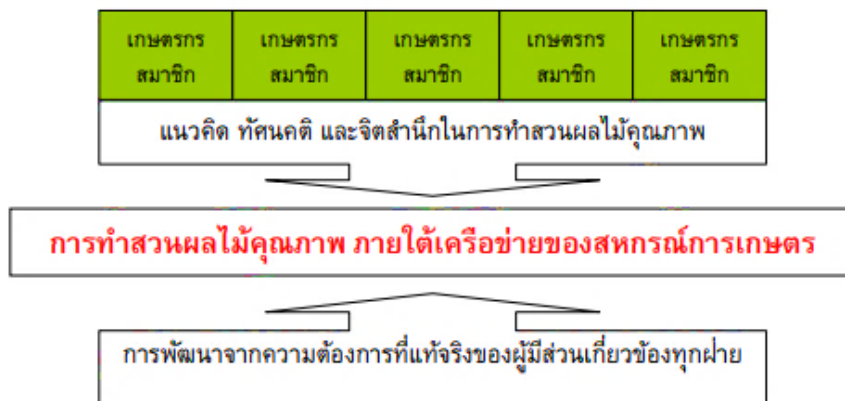 เกษตรกร เกษตรกร เกษตรกร เกษตรกร เกษตรกร
สมาชิก สมาชิก สมาชิก สมาชิก สมาชิก
แนวคิด ทัศนคติ และจิตสำนึกในการทำสวนผลไม้คุณภาพ
การทำสวนผลไม้คุณภาพ ภายใต้เครือข่ายของสหกรณ์การเกษตร
การพัฒนาจากความต้องการที่แท้จริงของผู้มีส่วนเกี่ยวข้องทุกฝ่าย